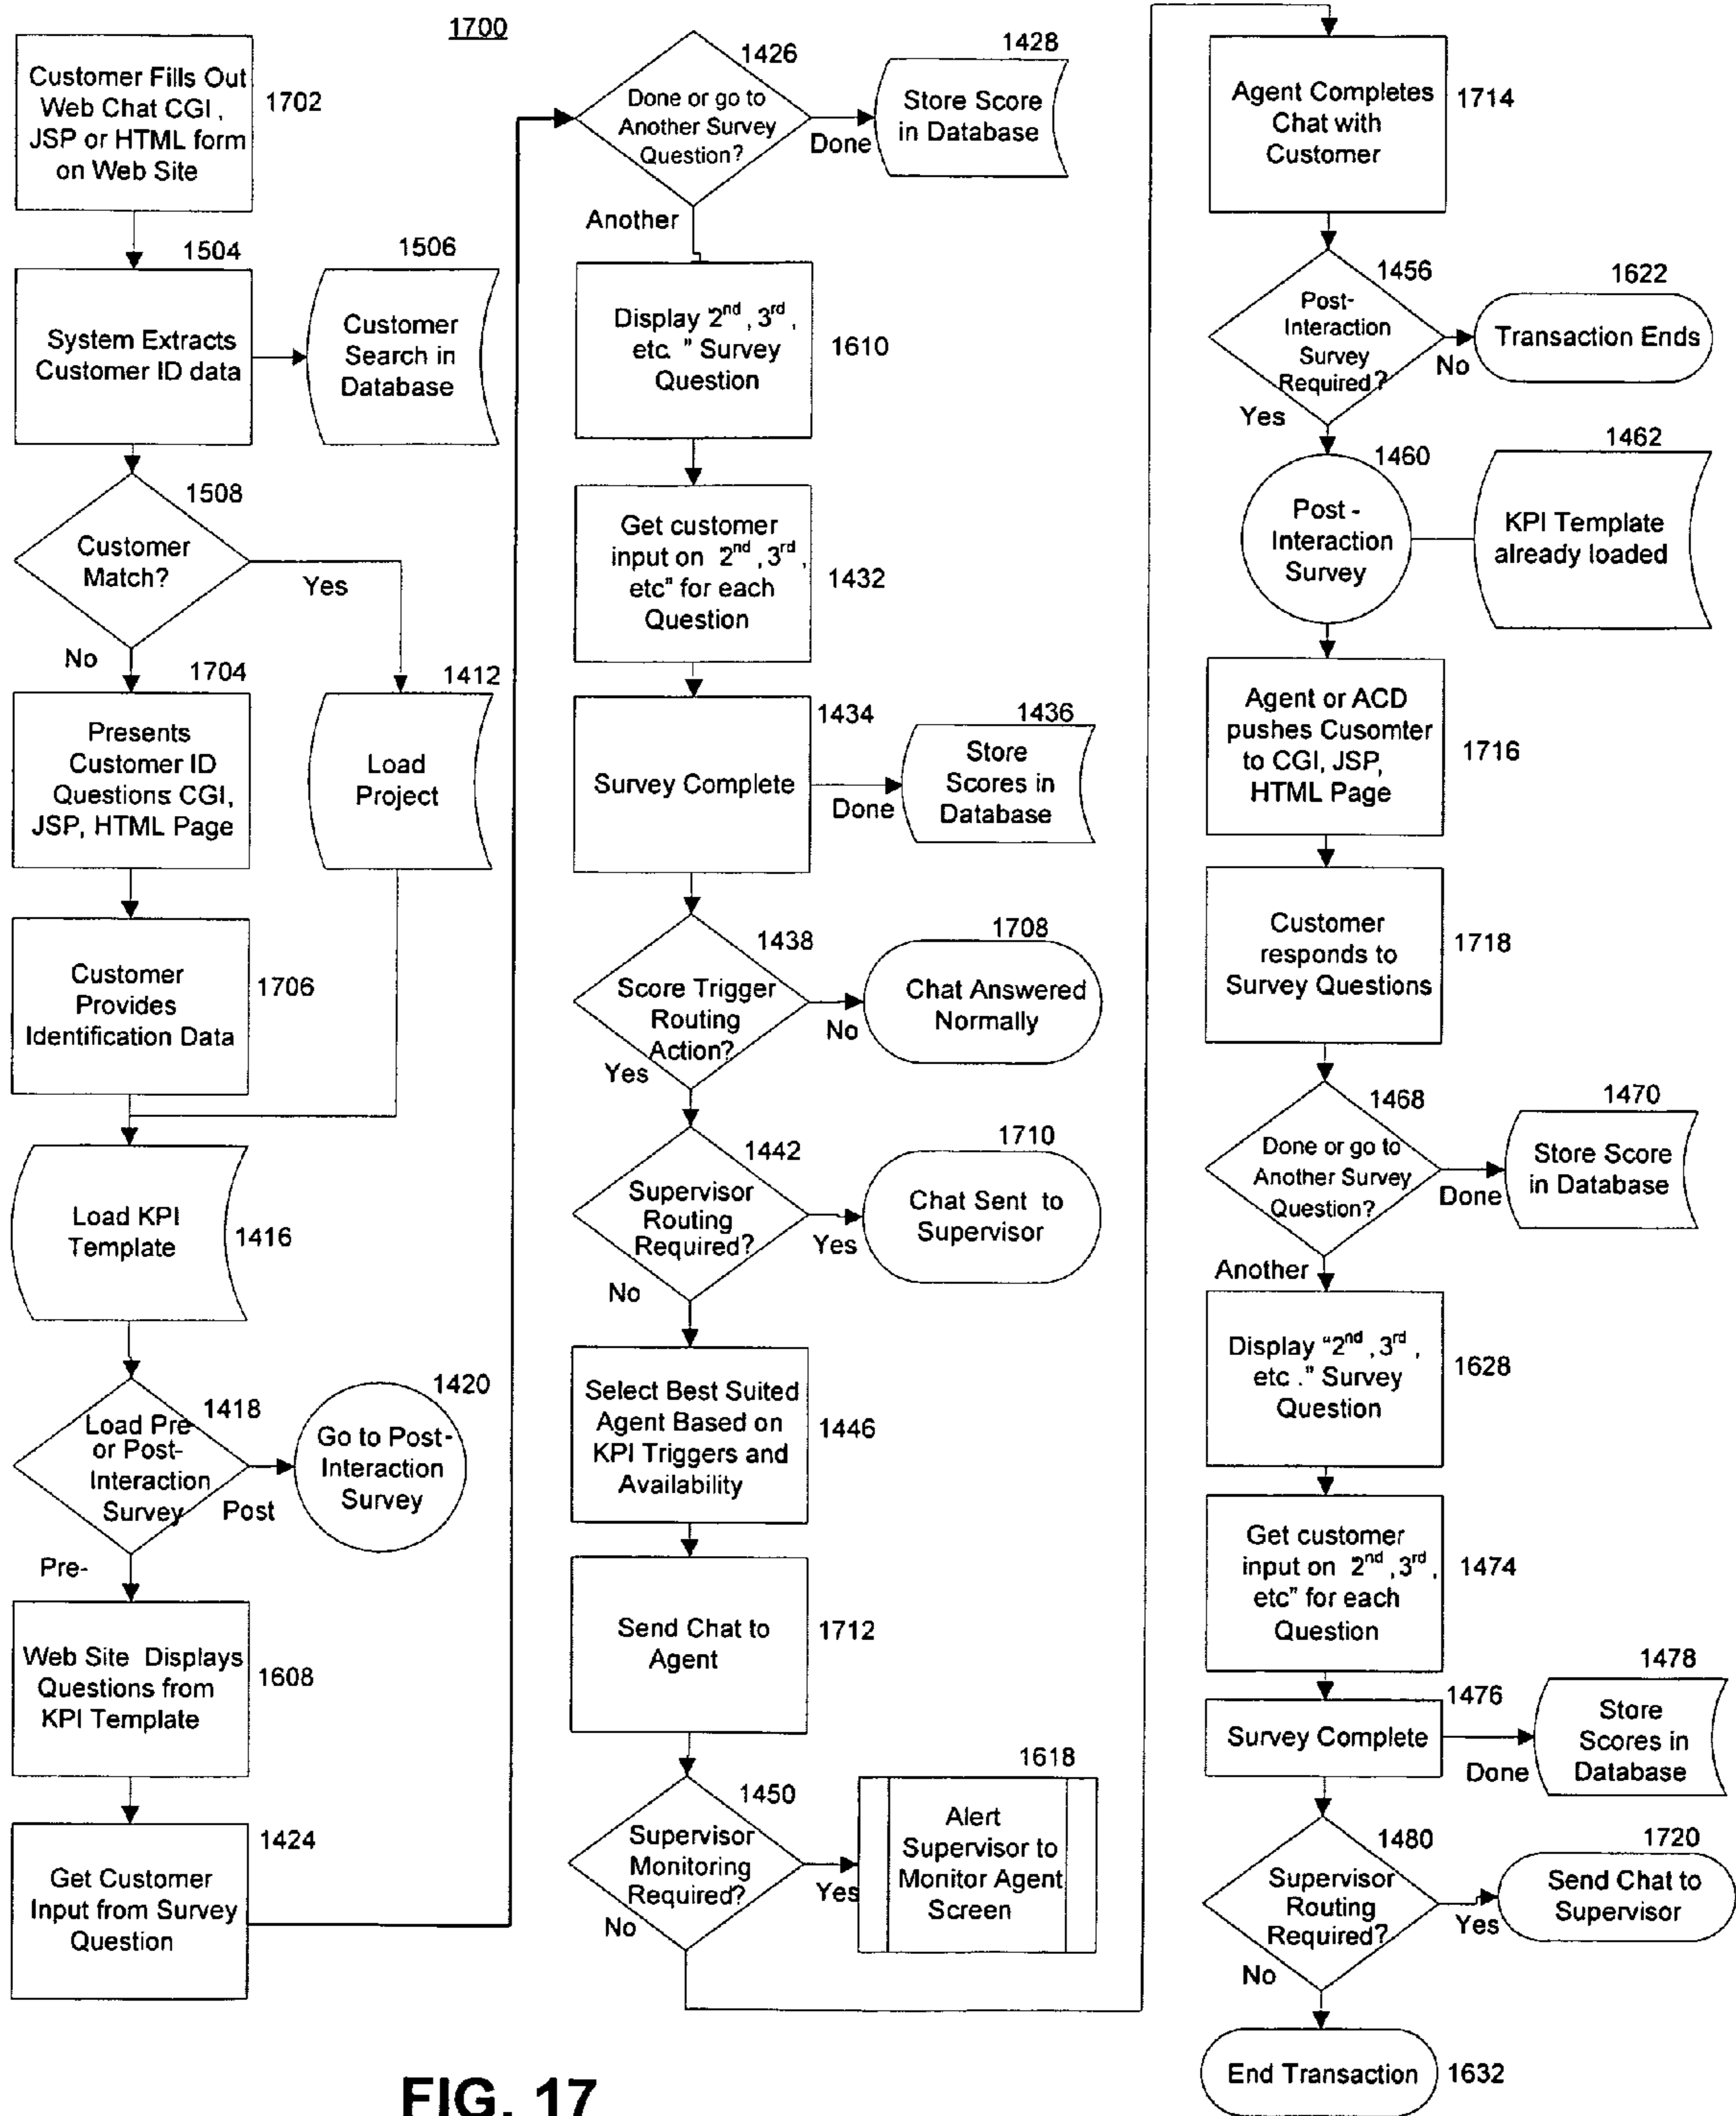 1700
Customer Fills Out
Web Chat CGI,
JSP or HTML form
on Web Site
1702
1504
System Extracts
Customer ID data
1506
Customer
Search in
Database
1508
Customer
Match?
Yes
No
1704
Presents
Customer ID
Questions CGI,
JSP, HTML Page
1412
Load
Project
Customer
Provides
Identification Data
1706
Load KPI
Template
1416
Load Pre-
or Post-
Interaction
Survey
1418
Post
1420
Go to Post-
Interaction
Survey
Pre-
Web Site Displays
Questions from
KPI Template
1608
1424
Get Customer
Input from Survey
Question
1426
Done or go to
Another Survey
Question?
Done
1428
Store Score
in Database
Another
Display 2nd, 3rd,
etc. " Survey
Question
1610
Get customer
input on 2nd, 3rd,
etc" for each
Question
1432
1434
Survey Complete
Done
1436
Store
Scores in
Database
1438
Score Trigger
Routing
Action?
No
1708
Chat Answered
Normally
Yes
1442
Supervisor
Routing
Required?
Yes
1710
Chat Sent to
Supervisor
No
Select Best Suited
Agent Based on
KPI Triggers and
Availability
1446
Send Chat to
Agent
1712
1450
Supervisor
Monitoring
Required?
Yes
1618
Alert
Supervisor to
Monitor Agent
Screen
No
Agent Completes
Chat with
Customer
1714
1456
Post-
Interaction
Survey
Required?
No
1622
Transaction Ends
Yes
1460
Post -
Interaction
Survey
1462
KPI Template
already loaded
Agent or ACD
pushes Cusomter
to CGI, JSP,
HTML Page
1716
Customer
responds to
Survey Questions
1718
1468
Done or go to
Another Survey
Question?
Done
1470
Store Score
in Database
Another
Display "2nd, 3rd,
etc ." Survey
Question
1628
Get customer
input on 2nd, 3rd,
etc" for each
Question
1474
1476
Survey Complete
Done
1478
Store
Scores in
Database
1480
Supervisor
Routing
Required?
Yes
1720
Send Chat to
Supervisor
No
End Transaction
1632
FIG. 17